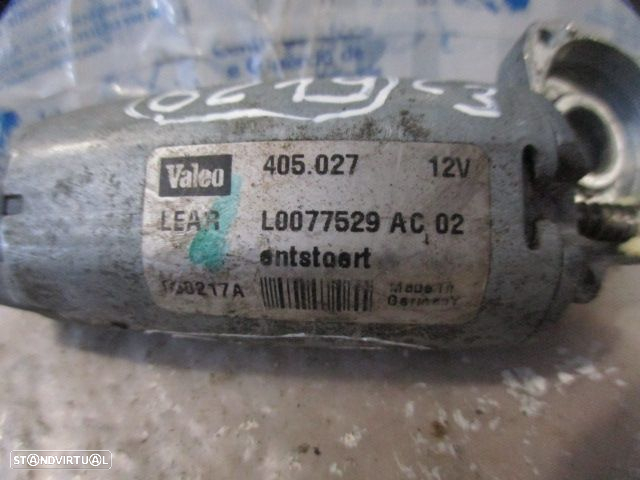 Valeo 405.027 12V
LEAR L0077529 AC 02
entstoert
Made In
Germany
STANDVIRTUAL